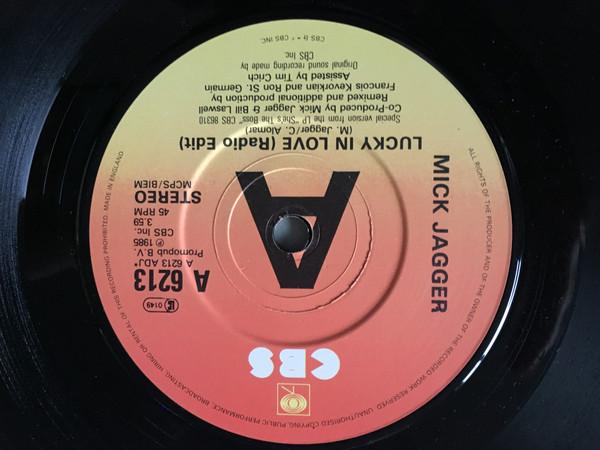 CBS
A 6213
A 6213 ADJ
Promopub B.V.
℗ 1985
CBS Inc.
3.59
45 RPM
STEREO
MCPS/BIEM
0149
A
MICK JAGGER
LUCKY IN LOVE (Radio Edit)
(M. Jagger/C. Alomar)
Special version from the LP "She's The Boss" CBS 86310
Co-Produced by Mick Jagger & Bill Laswell
Remixed and additional production by
Francois Kevorkian and Ron St. Germain
Assisted by Tim Crich
Original sound recording made by
CBS Inc.
ALL RIGHTS OF THE PRODUCER AND OF THE OWNER OF THE RECORDED WORK RESERVED. UNAUTHORISED COPYING, PUBLIC PERFORMANCE, BROADCASTING, HIRING OR RENTAL OF THIS RECORDING PROHIBITED. MADE IN ENGLAND
CBS INC.